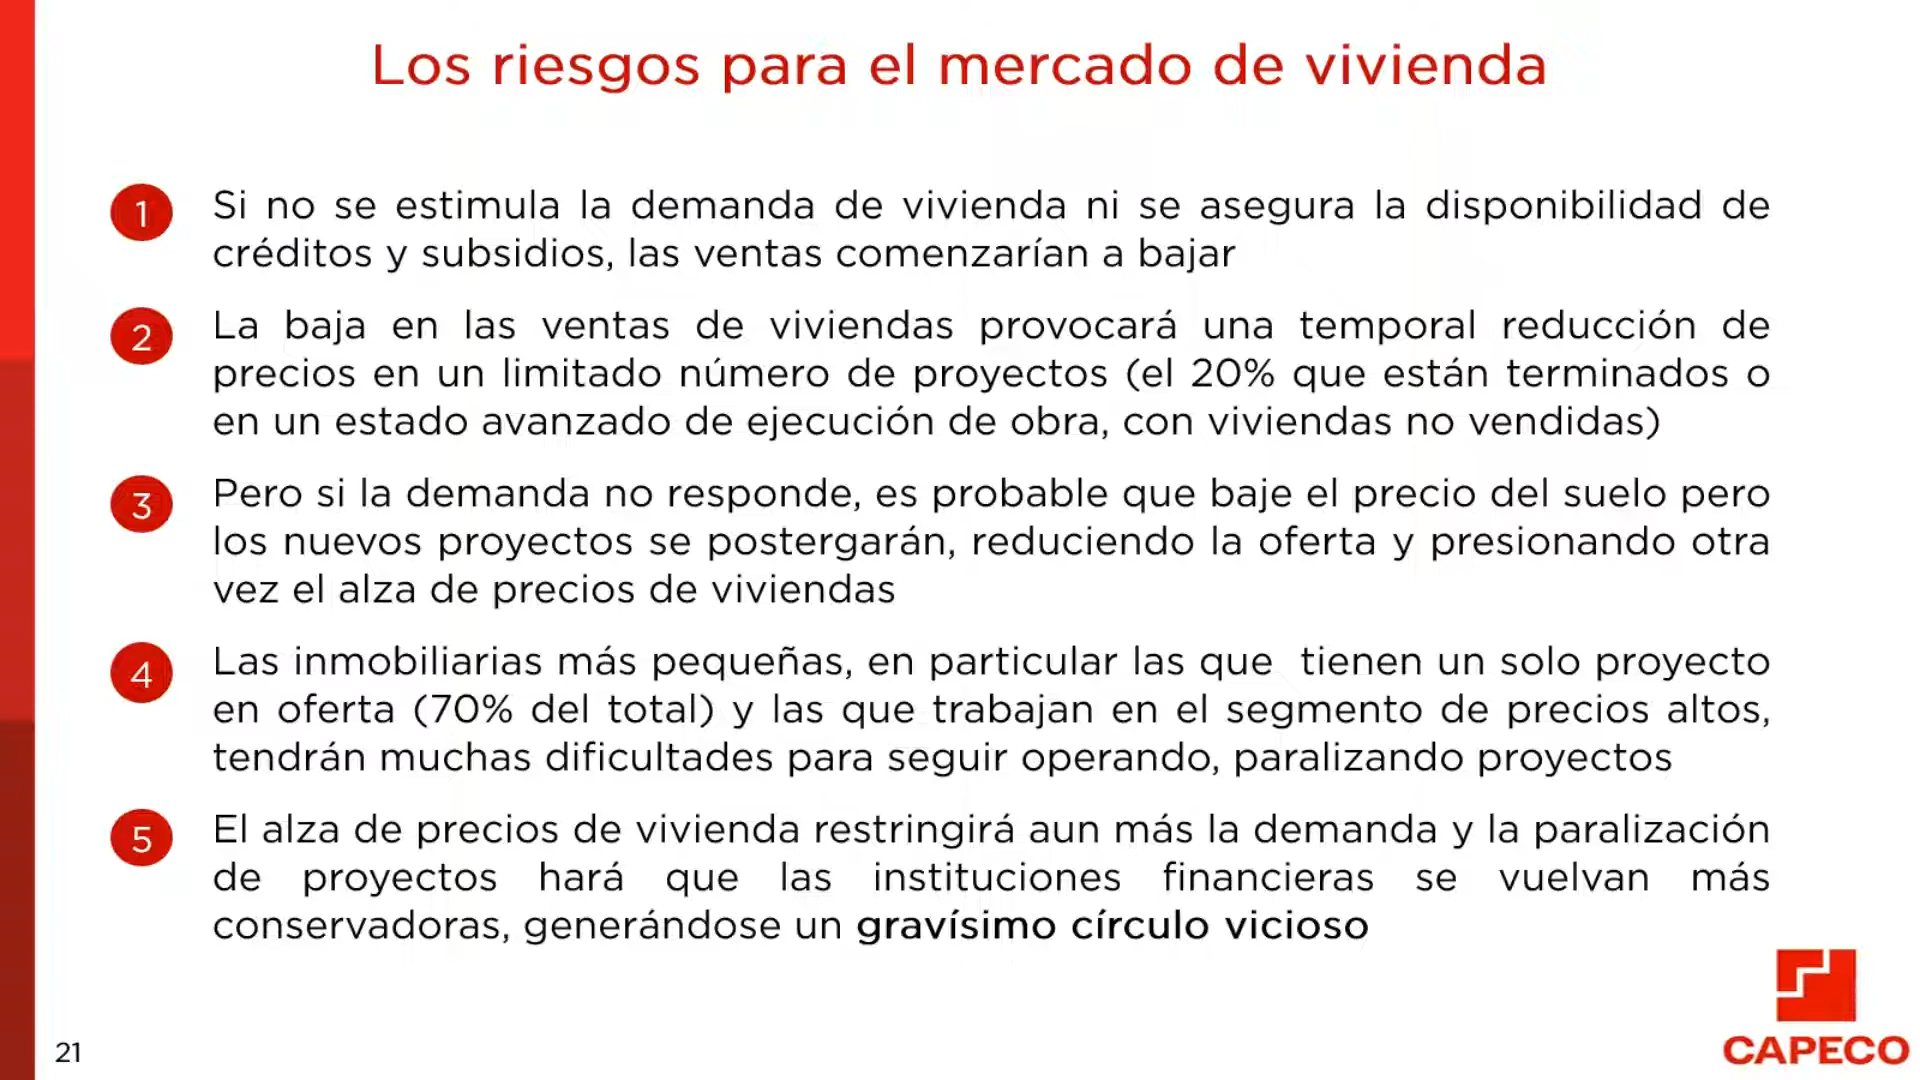 Los riesgos para el mercado de vivienda
1
Si no se estimula la demanda de vivienda ni se asegura la disponibilidad de
créditos y subsidios, las ventas comenzarían a bajar
2
La baja en las ventas de viviendas provocará una temporal reducción de
precios en un limitado número de proyectos (el 20% que están terminados o
en un estado avanzado de ejecución de obra, con viviendas no vendidas)
3
Pero si la demanda no responde, es probable que baje el precio del suelo pero
los nuevos proyectos se postergarán, reduciendo la oferta y presionando otra
vez el alza de precios de viviendas
4
Las inmobiliarias más pequeñas, en particular las que tienen un solo proyecto
en oferta (70% del total) y las que trabajan en el segmento de precios altos,
tendrán muchas dificultades para seguir operando, paralizando proyectos
5
El alza de precios de vivienda restringirá aun más la demanda y la paralización
de proyectos hará que las instituciones financieras se vuelvan más
conservadoras, generándose un gravísimo círculo vicioso
21
CAPECO